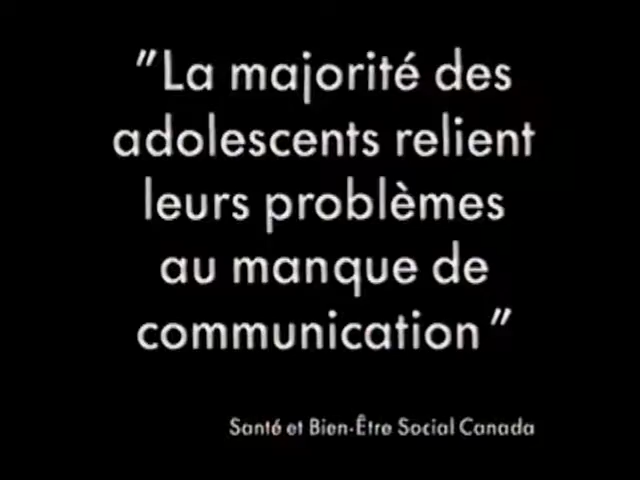 "La majorité des
adolescents relient
leurs problèmes
au manque de
communication"
Santé et Bien-Être Social Canada